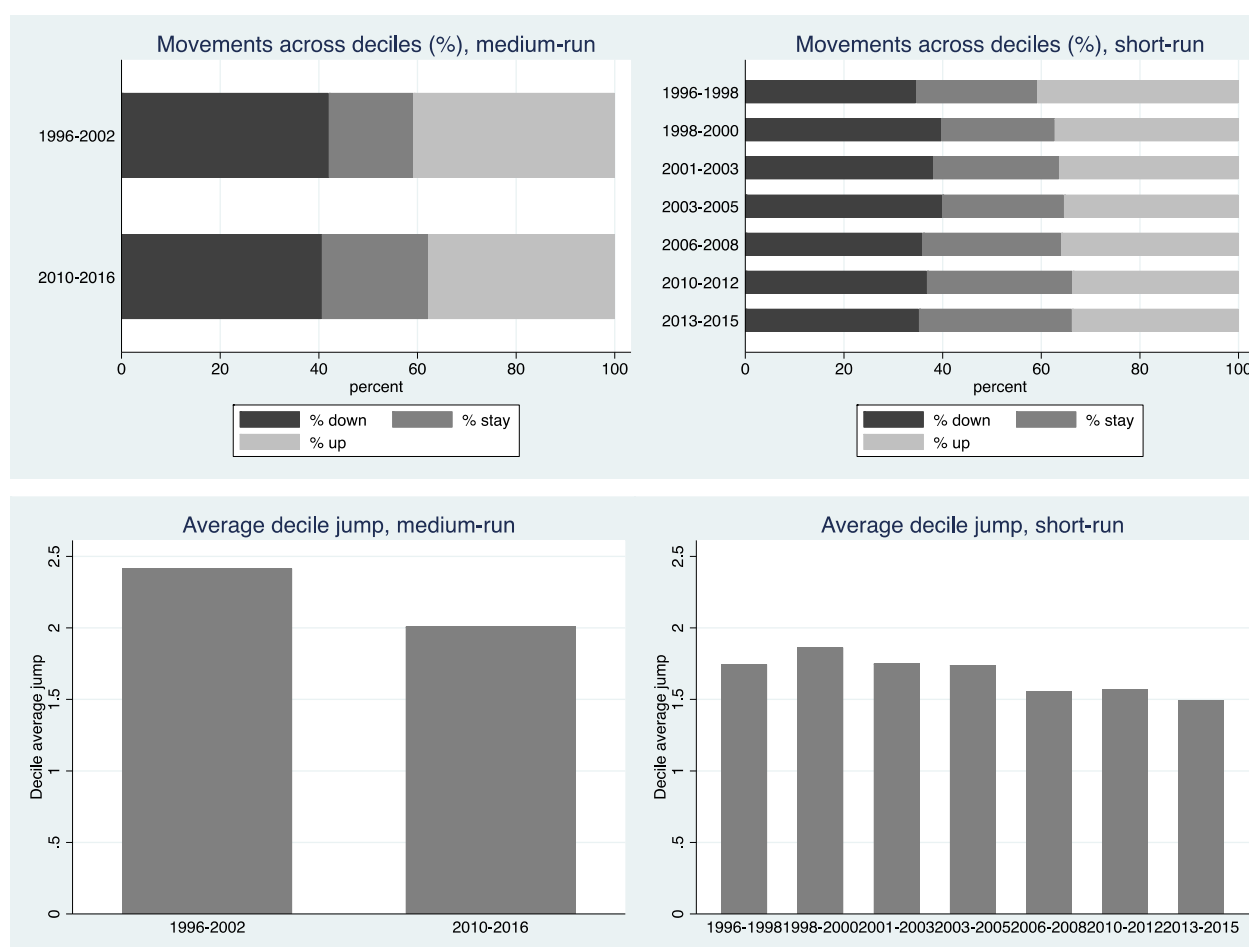 Movements across deciles (%), medium-run
1996-2002
2010-2016
0 20 40 60 80 100
percent
% down % stay
% up
Movements across deciles (%), short-run
1996-1998
1998-2000
2001-2003
2003-2005
2006-2008
2010-2012
2013-2015
0 20 40 60 80 100
percent
% down % stay
% up
Average decile jump, medium-run
Decile average jump
2.5
2
1.5
1
.5
0
1996-2002 2010-2016
Average decile jump, short-run
Decile average jump
2.5
2
1.5
1
.5
0
1996-1998 1998-2000 2001-2003 2003-2005 2006-2008 2010-2012 2013-2015